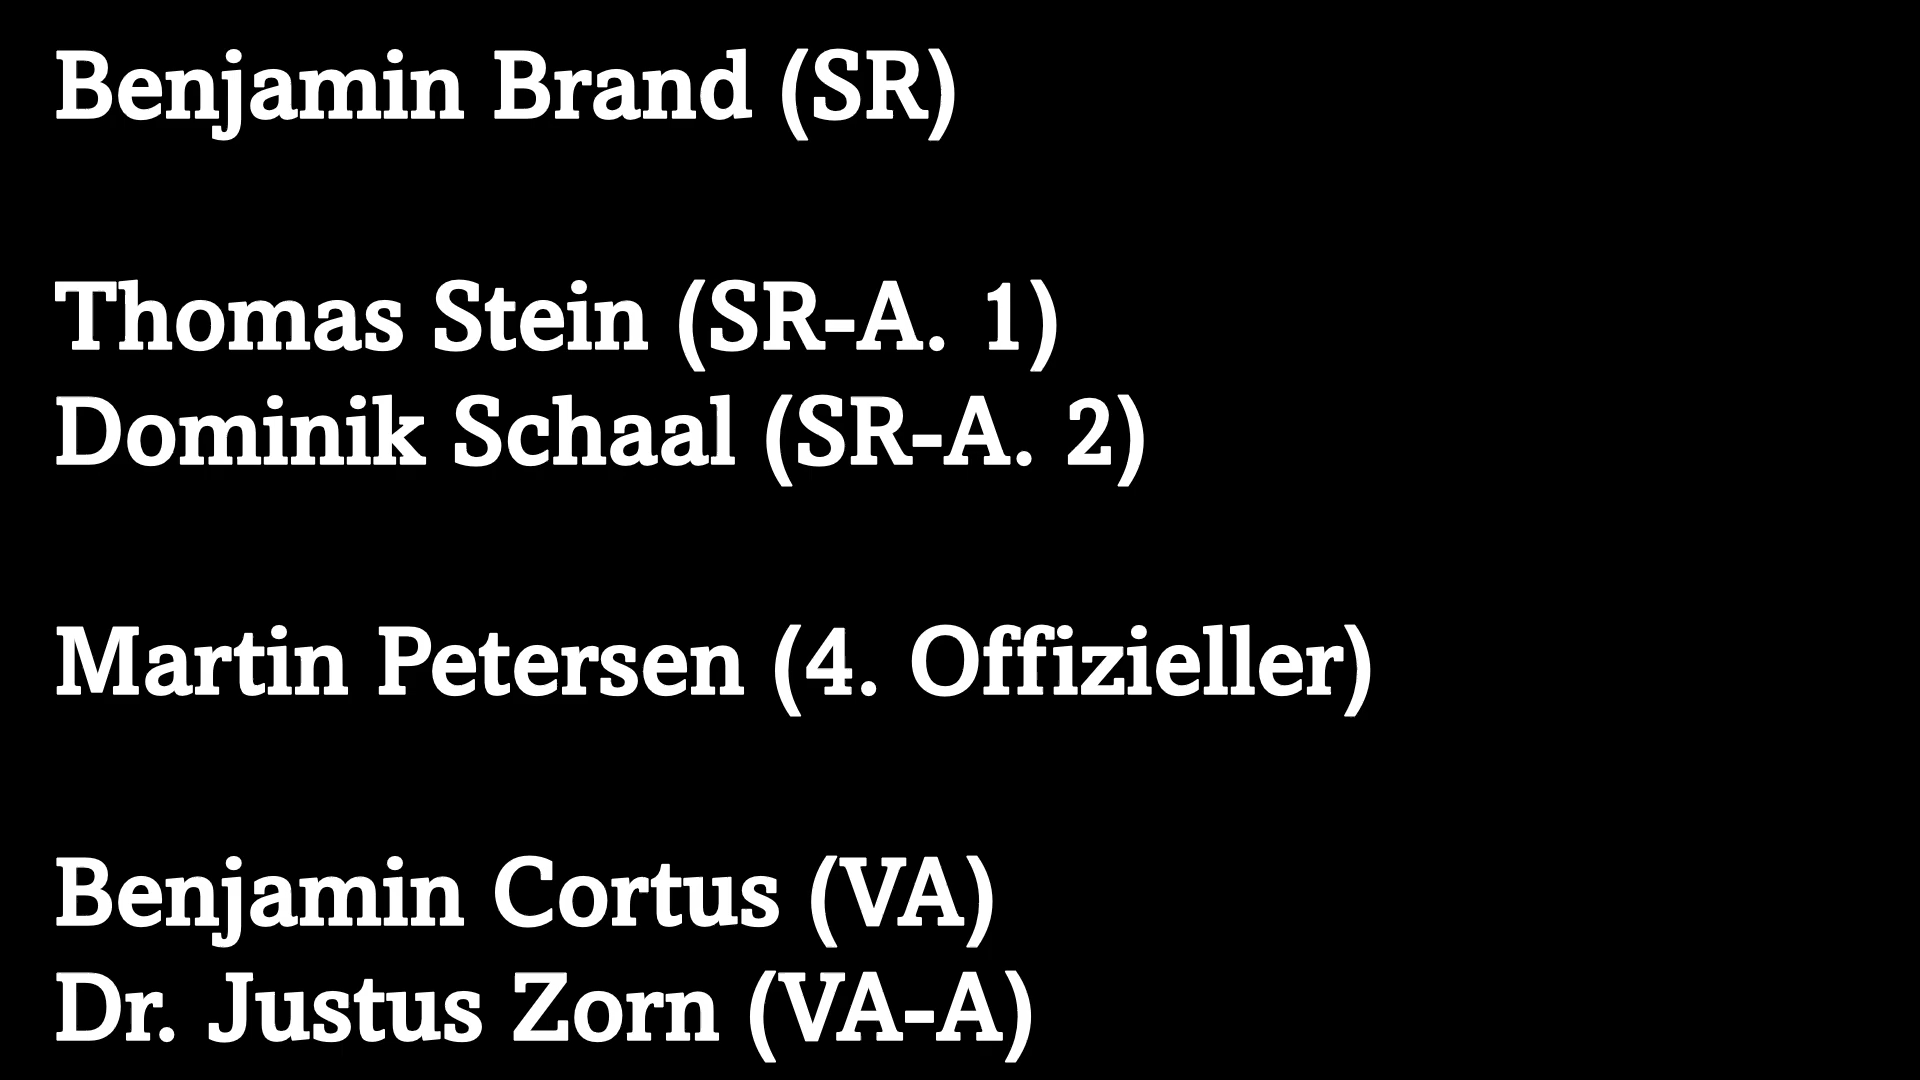 Benjamin Brand (SR)
Thomas Stein (SR-A. 1)
Dominik Schaal (SR-A. 2)
Martin Petersen (4. Offizieller)
Benjamin Cortus (VA)
Dr. Justus Zorn (VA-A)